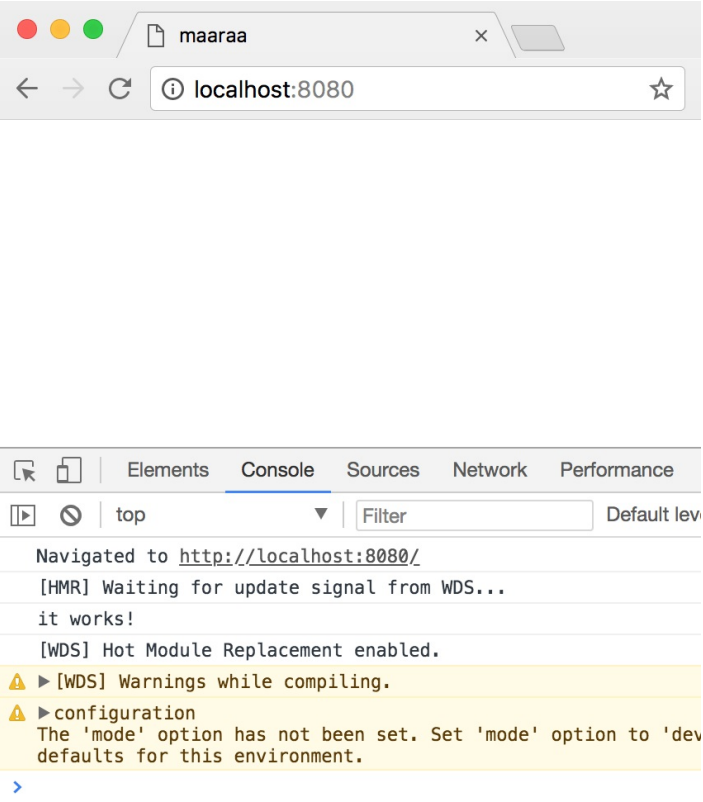 maaraa
localhost:8080
Elements Console Sources Network Performance
top Filter Default
Navigated to http://localhost:8080/
[HMR] Waiting for update signal from WDS...
it works!
[WDS] Hot Module Replacement enabled.
[WDS] Warnings while compiling.
configuration
The 'mode' option has not been set. Set 'mode' option to 'dev
defaults for this environment.